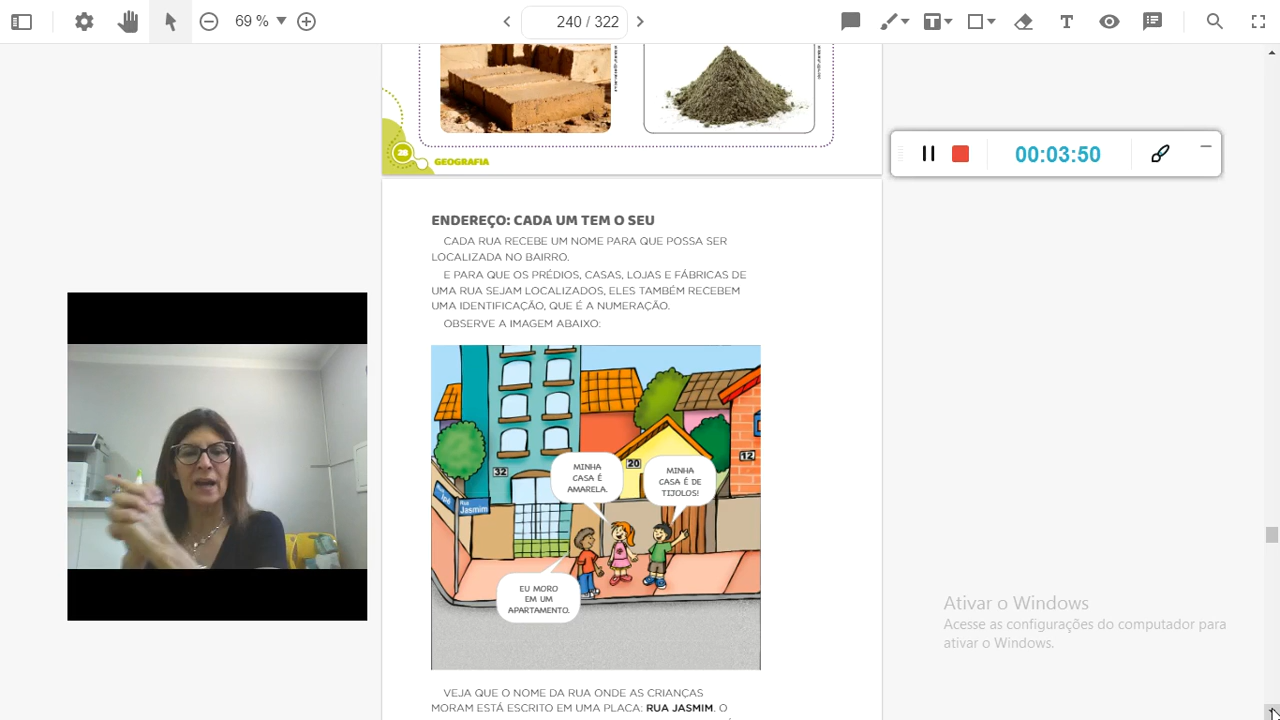 69 %
240 / 322
28
GEOGRAFIA
00:03:50
ENDEREÇO: CADA UM TEM O SEU
CADA RUA RECEBE UM NOME PARA QUE POSSA SER
LOCALIZADA NO BAIRRO.
E PARA QUE OS PRÉDIOS, CASAS, LOJAS E FÁBRICAS DE
UMA RUA SEJAM LOCALIZADOS, ELES TAMBÉM RECEBEM
UMA IDENTIFICAÇÃO, QUE É A NUMERAÇÃO.
OBSERVE A IMAGEM ABAIXO:
32
20
12
MINHA
CASA É
AMARELA.
MINHA
CASA É DE
TIJOLOS!
Rua
Jasmim
EU MORO
EM UM
APARTAMENTO.
VEJA QUE O NOME DA RUA ONDE AS CRIANÇAS
MORAM ESTÁ ESCRITO EM UMA PLACA: RUA JASMIM. O
Ativar o Windows
Acesse as configurações do computador para
ativar o Windows.